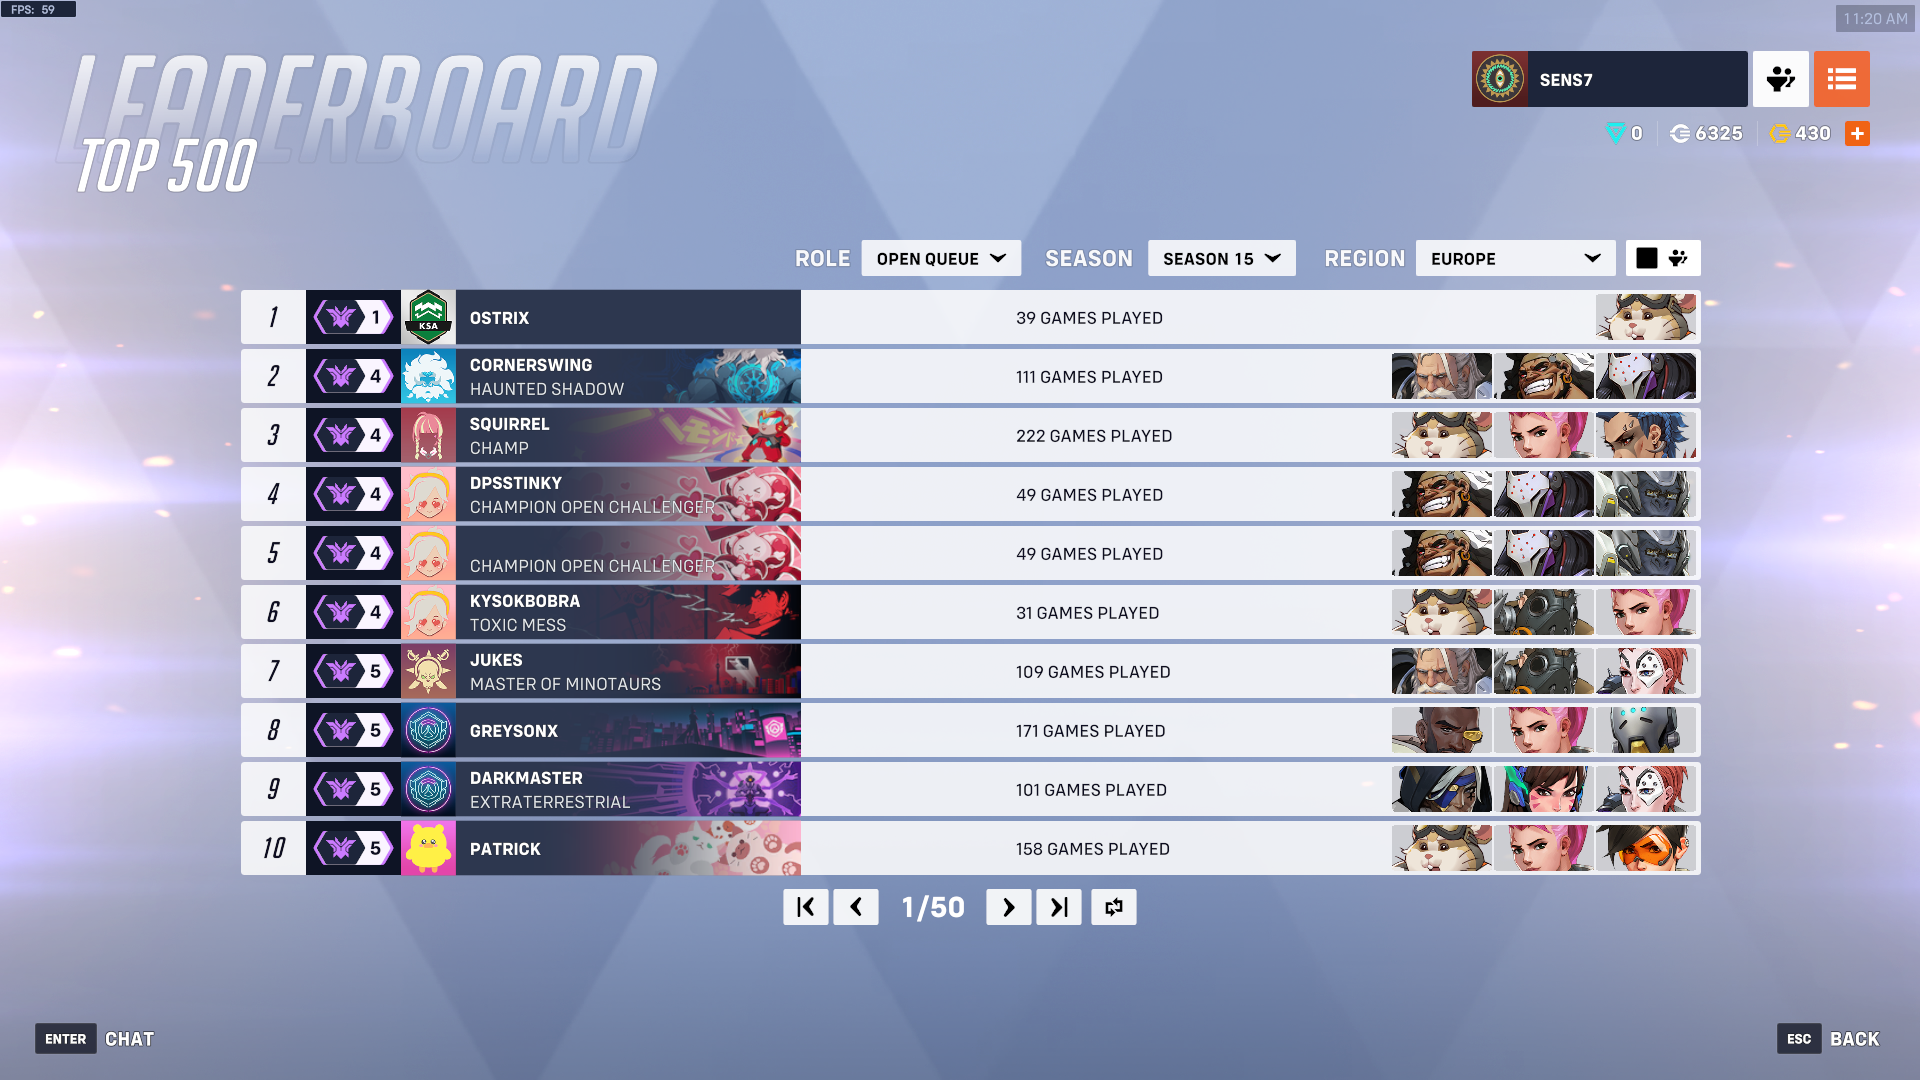 FPS: 59
11:20 AM
LEADERBOARD
TOP 500
SENS7
0
6325
430
ROLE
OPEN QUEUE
SEASON
SEASON 15
REGION
EUROPE
1 1 KSA OSTRIX 39 GAMES PLAYED
2 4 CORNERSWING 111 GAMES PLAYED
HAUNTED SHADOW
3 4 SQUIRREL 222 GAMES PLAYED
CHAMP
4 4 DPSSTINKY 49 GAMES PLAYED
CHAMPION OPEN CHALLENGER
5 4 49 GAMES PLAYED
CHAMPION OPEN CHALLENGER
6 4 KYSOKBOBRA 31 GAMES PLAYED
TOXIC MESS
7 5 JUKES 109 GAMES PLAYED
MASTER OF MINOTAURS
8 5 GREYSONX 171 GAMES PLAYED
9 5 DARKMASTER 101 GAMES PLAYED
EXTRATERRESTRIAL
10 5 PATRICK 158 GAMES PLAYED
1/50
ENTER CHAT
ESC BACK